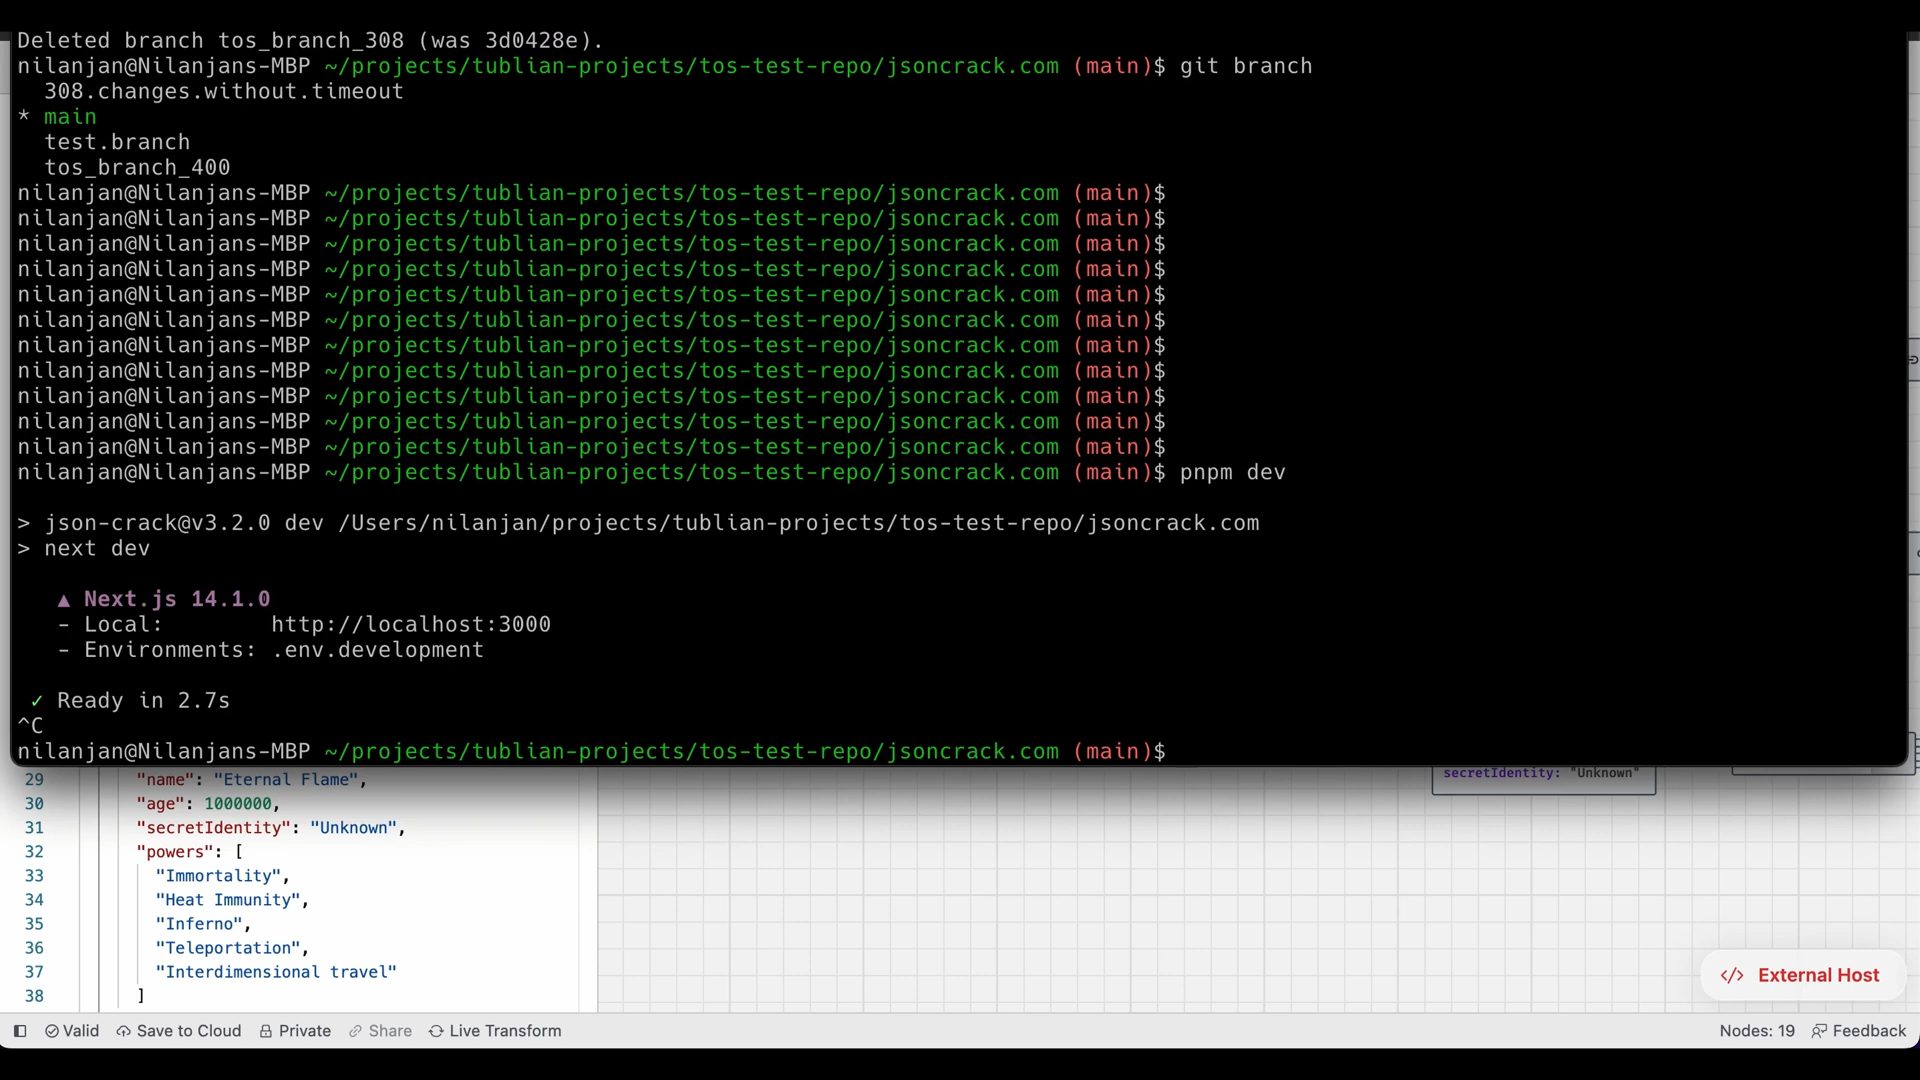 Deleted branch tos_branch_308 (was 3d0428e).
nilanjan@Nilanjans-MBP ~/projects/tublian-projects/tos-test-repo/jsoncrack.com (main)$ git branch
  308.changes.without.timeout
* main
  test.branch
  tos_branch_400
nilanjan@Nilanjans-MBP ~/projects/tublian-projects/tos-test-repo/jsoncrack.com (main)$
nilanjan@Nilanjans-MBP ~/projects/tublian-projects/tos-test-repo/jsoncrack.com (main)$
nilanjan@Nilanjans-MBP ~/projects/tublian-projects/tos-test-repo/jsoncrack.com (main)$
nilanjan@Nilanjans-MBP ~/projects/tublian-projects/tos-test-repo/jsoncrack.com (main)$
nilanjan@Nilanjans-MBP ~/projects/tublian-projects/tos-test-repo/jsoncrack.com (main)$
nilanjan@Nilanjans-MBP ~/projects/tublian-projects/tos-test-repo/jsoncrack.com (main)$
nilanjan@Nilanjans-MBP ~/projects/tublian-projects/tos-test-repo/jsoncrack.com (main)$
nilanjan@Nilanjans-MBP ~/projects/tublian-projects/tos-test-repo/jsoncrack.com (main)$
nilanjan@Nilanjans-MBP ~/projects/tublian-projects/tos-test-repo/jsoncrack.com (main)$
nilanjan@Nilanjans-MBP ~/projects/tublian-projects/tos-test-repo/jsoncrack.com (main)$
nilanjan@Nilanjans-MBP ~/projects/tublian-projects/tos-test-repo/jsoncrack.com (main)$
nilanjan@Nilanjans-MBP ~/projects/tublian-projects/tos-test-repo/jsoncrack.com (main)$ pnpm dev
> json-crack@v3.2.0 dev /Users/nilanjan/projects/tublian-projects/tos-test-repo/jsoncrack.com
> next dev
▲ Next.js 14.1.0
- Local:        http://localhost:3000
- Environments: .env.development
✓ Ready in 2.7s
^C
nilanjan@Nilanjans-MBP ~/projects/tublian-projects/tos-test-repo/jsoncrack.com (main)$
29 "name": "Eternal Flame",
30 "age": 1000000,
31 "secretIdentity": "Unknown",
32 "powers": [
33 "Immortality",
34 "Heat Immunity",
35 "Inferno",
36 "Teleportation",
37 "Interdimensional travel"
38 ]
secretIdentity: "Unknown"
</> External Host
Valid Save to Cloud Private Share Live Transform Nodes: 19 Feedback